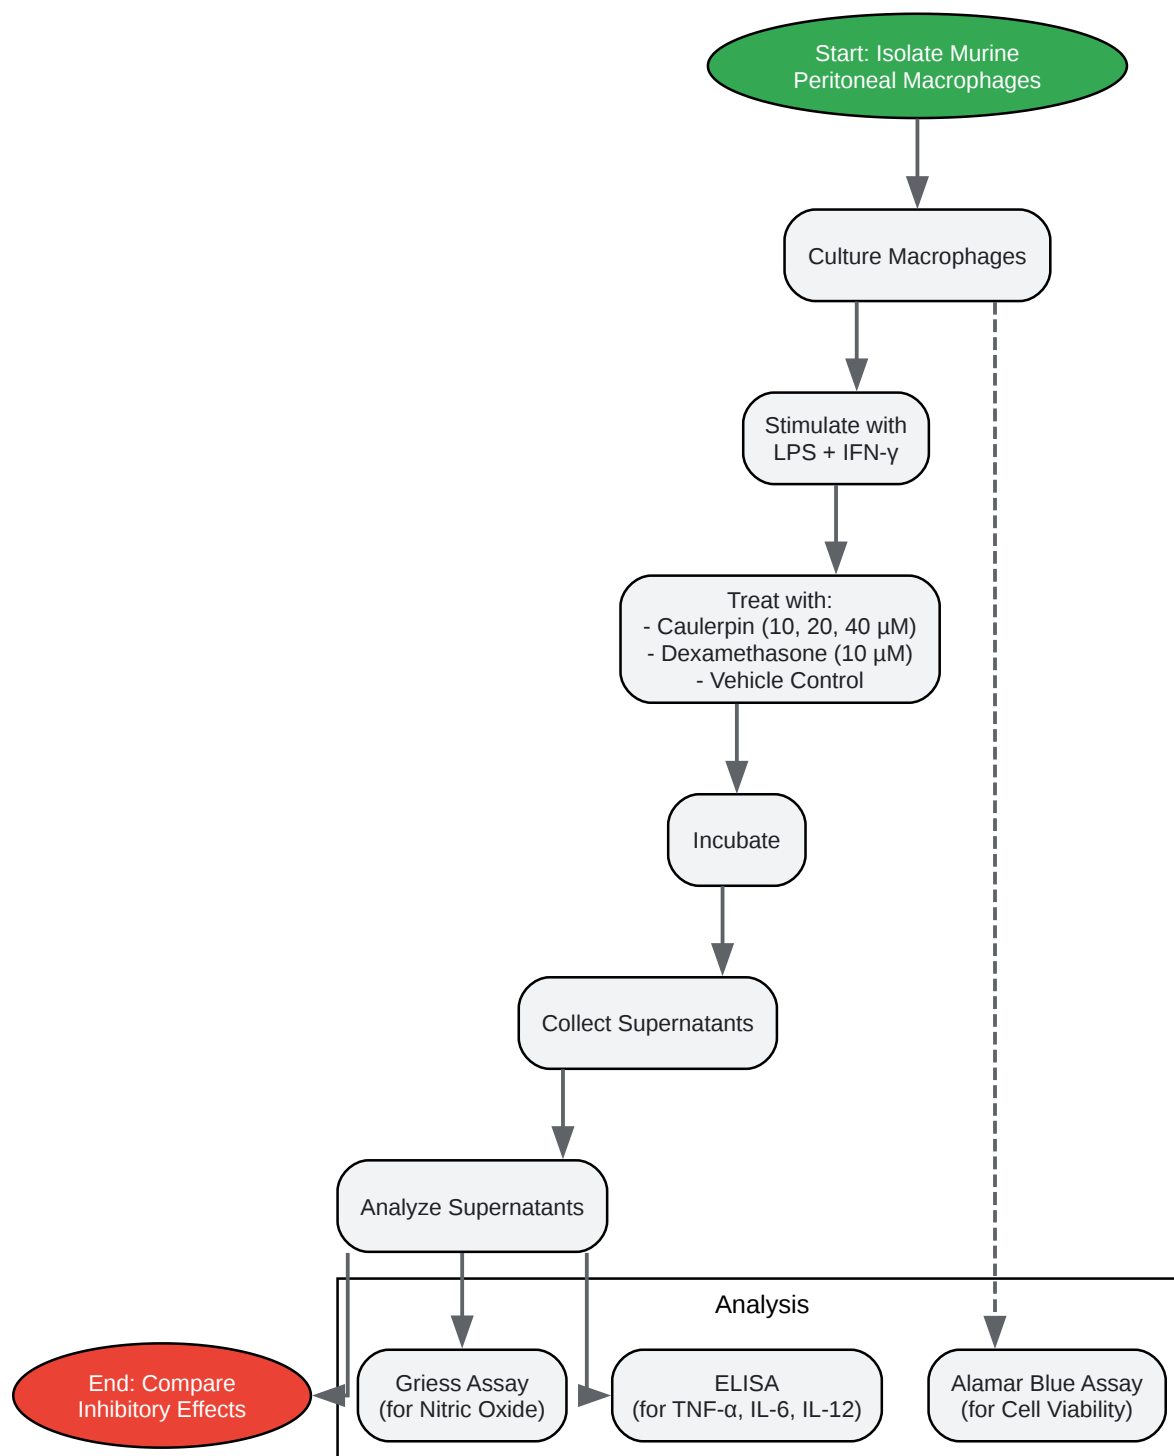 Start: Isolate Murine
Peritoneal Macrophages
Culture Macrophages
Stimulate with
LPS + IFN-γ
Treat with:
- Caulerpin (10, 20, 40 µM)
- Dexamethasone (10 µM)
- Vehicle Control
Incubate
Collect Supernatants
Analyze Supernatants
Analysis
End: Compare
Inhibitory Effects
Griess Assay
(for Nitric Oxide)
ELISA
(for TNF-α, IL-6, IL-12)
Alamar Blue Assay
(for Cell Viability)